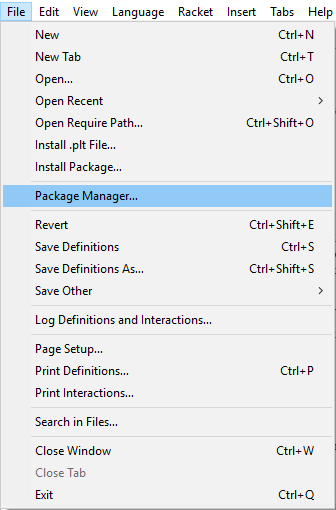 File Edit View Language Racket Insert Tabs Help
New Ctrl+N
New Tab Ctrl+T
Open... Ctrl+O
Open Recent
Open Require Path... Ctrl+Shift+O
Install .plt File...
Install Package...
Package Manager...
Revert Ctrl+Shift+E
Save Definitions Ctrl+S
Save Definitions As... Ctrl+Shift+S
Save Other
Log Definitions and Interactions...
Page Setup...
Print Definitions... Ctrl+P
Print Interactions...
Search in Files...
Close Window Ctrl+W
Close Tab
Exit Ctrl+Q